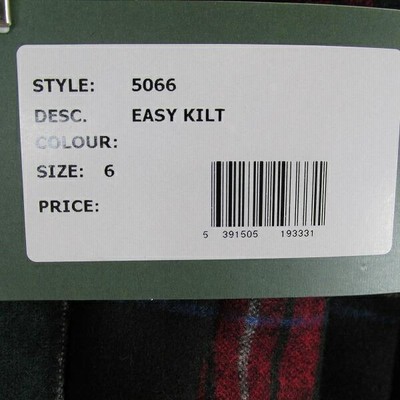 STYLE: 5066
DESC. EASY KILT
COLOUR:
SIZE: 6
PRICE:
5 391505 193331